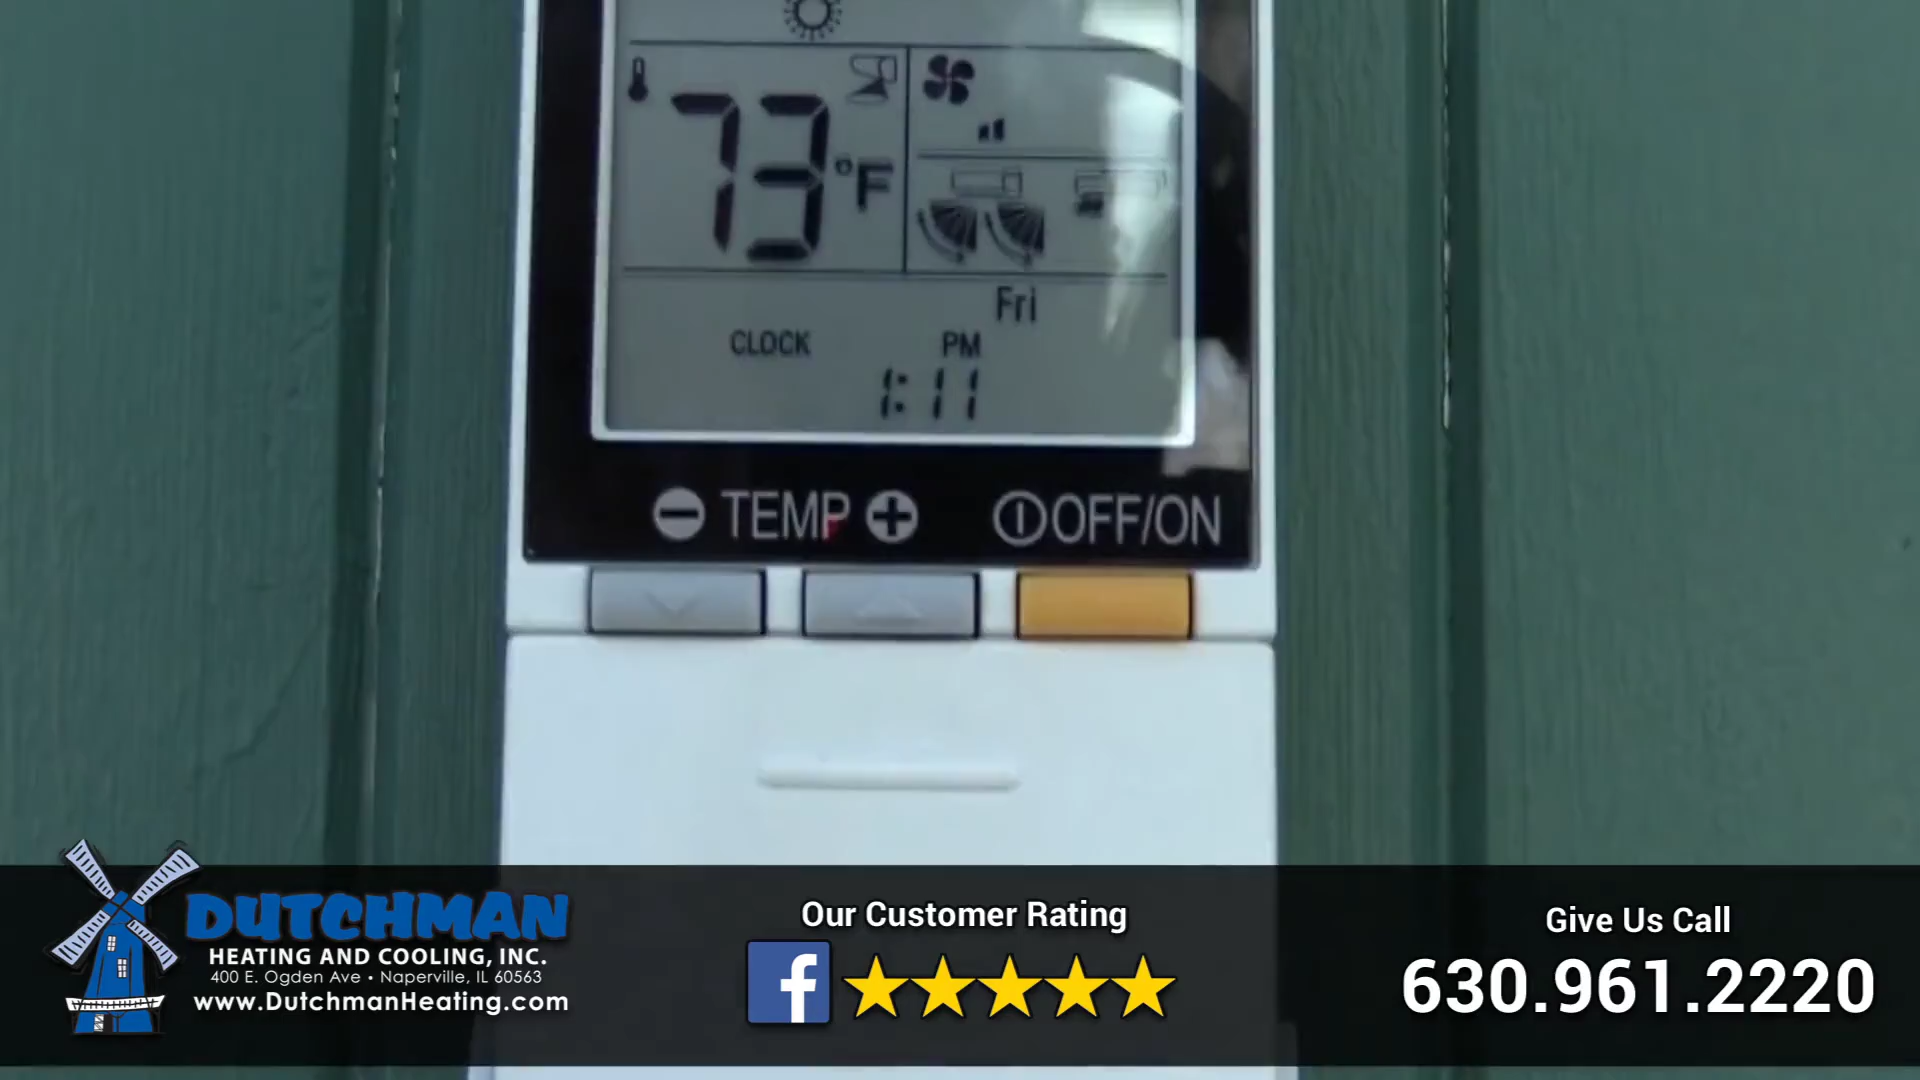 73°F
Fri
CLOCK PM
1:11
TEMP OFF/ON
DUTCHMAN
HEATING AND COOLING, INC.
400 E. Ogden Ave • Naperville, IL 60563
www.DutchmanHeating.com
Our Customer Rating
f
Give Us Call
630.961.2220